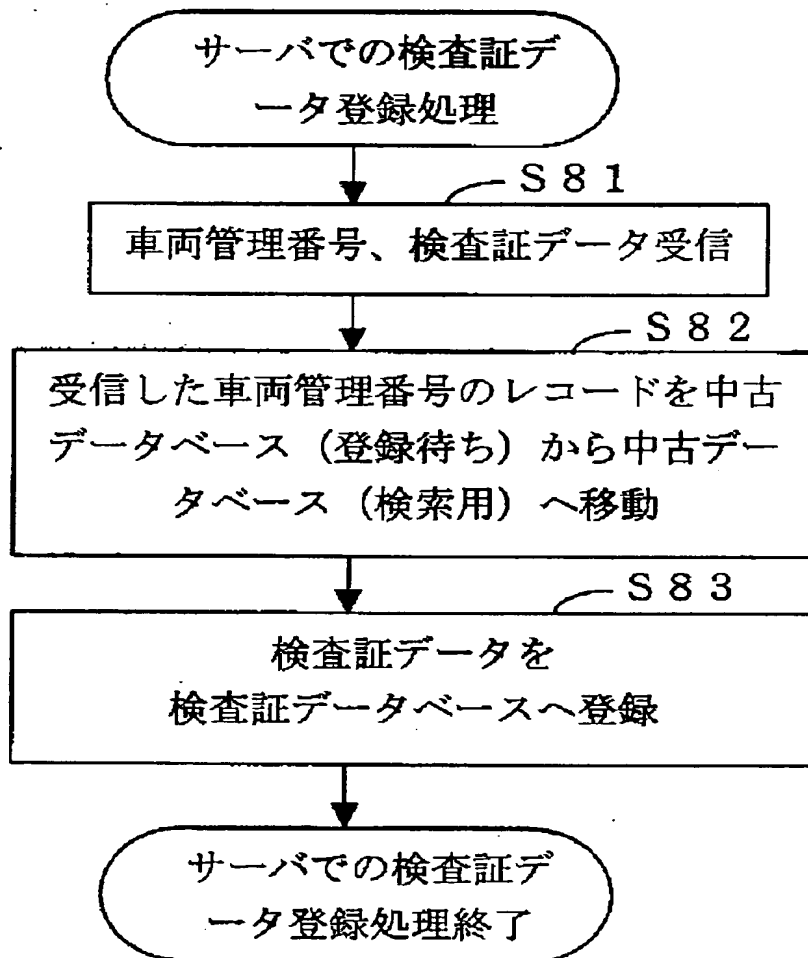 サーバでの検査証デ
ータ登録処理
S81
車両管理番号、検査証データ受信
S82
受信した車両管理番号のレコードを中古
データベース（登録待ち）から中古デー
タベース（検索用）へ移動
S83
検査証データを
検査証データベースへ登録
サーバでの検査証デ
ータ登録処理終了